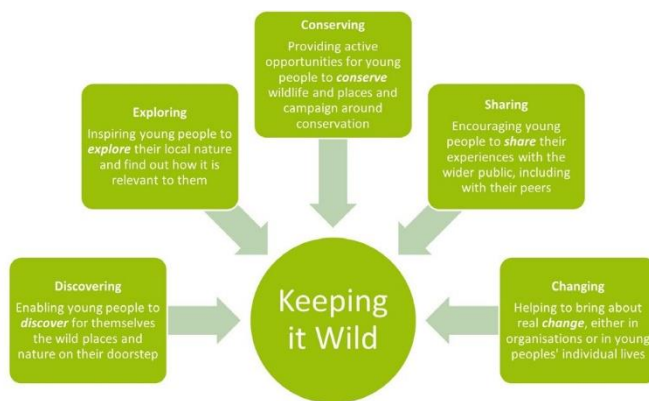 Conserving
Providing active
opportunities for young
people to conserve
wildlife and places and
campaign around
conservation
Exploring
Inspiring young people to
explore their local nature
and find out how it is
relevant to them
Sharing
Encouraging young
people to share their
experiences with the
wider public, including
with their peers
Discovering
Enabling young people to
discover for themselves
the wild places and
nature on their doorstep
Keeping
it Wild
Changing
Helping to bring about
real change, either in
organisations or in young
peoples' individual lives